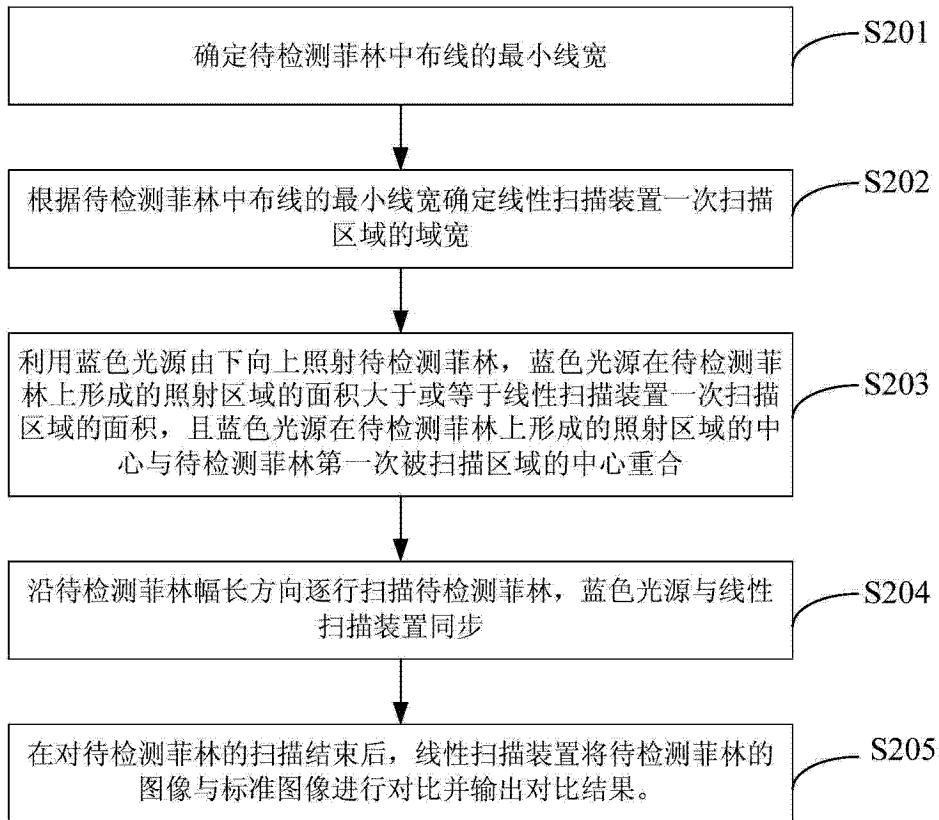 确定待检测菲林中布线的最小线宽
S201
根据待检测菲林中布线的最小线宽确定线性扫描装置一次扫描
区域的域宽
S202
利用蓝色光源由下向上照射待检测菲林，蓝色光源在待检测菲
林上形成的照射区域的面积大于或等于线性扫描装置一次扫描
区域的面积，且蓝色光源在待检测菲林上形成的照射区域的中
心与待检测菲林第一次被扫描区域的中心重合
S203
沿待检测菲林幅长方向逐行扫描待检测菲林，蓝色光源与线性
扫描装置同步
S204
在对待检测菲林的扫描结束后，线性扫描装置将待检测菲林的
图像与标准图像进行对比并输出对比结果。
S205